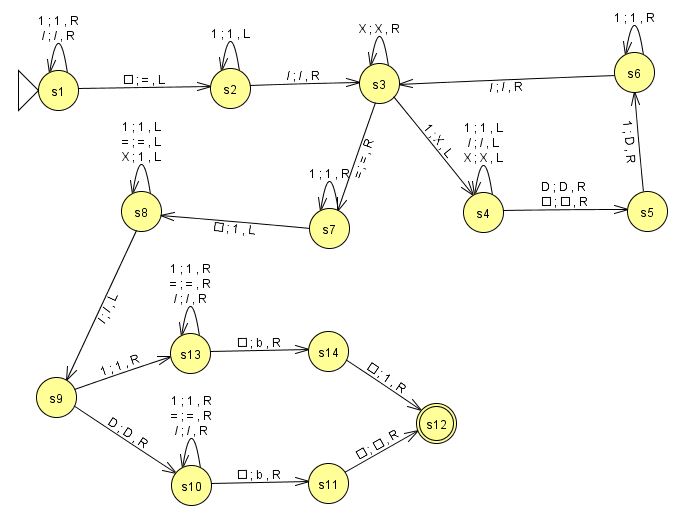 1 ; 1 , R
/ ; / , R
s1
□ ; = , L
1 ; 1 , L
s2
/ ; / , R
X ; X , R
s3
/ ; / , R
1 ; 1 , R
s6
1 ; X , L
= ; = , R
1 ; D , R
1 ; 1 , L
/ ; / , L
X ; X , L
s4
D ; D , R
□ ; □ , R
s5
1 ; 1 , L
= ; = , L
X ; 1 , L
s8
□ ; 1 , L
1 ; 1 , R
s7
/ ; / , L
s9
1 ; 1 , R
1 ; 1 , R
= ; = , R
/ ; / , R
s13
□ ; b , R
s14
□ ; 1 , R
s12
D ; D , R
1 ; 1 , R
= ; = , R
/ ; / , R
s10
□ ; b , R
s11
□ ; □ , R